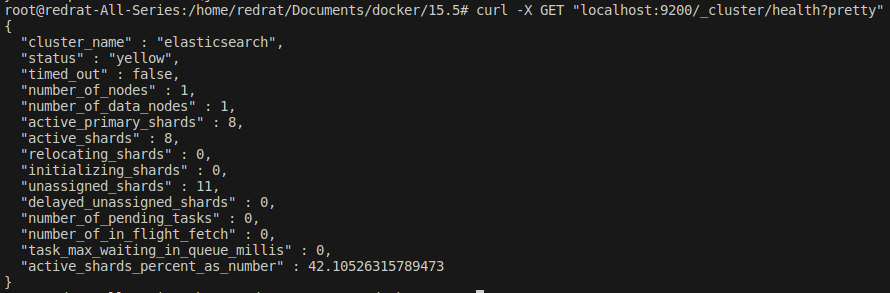 root@redrat-All-Series:/home/redrat/Documents/docker/15.5# curl -X GET "localhost:9200/_cluster/health?pretty"
{
  "cluster_name" : "elasticsearch",
  "status" : "yellow",
  "timed_out" : false,
  "number_of_nodes" : 1,
  "number_of_data_nodes" : 1,
  "active_primary_shards" : 8,
  "active_shards" : 8,
  "relocating_shards" : 0,
  "initializing_shards" : 0,
  "unassigned_shards" : 11,
  "delayed_unassigned_shards" : 0,
  "number_of_pending_tasks" : 0,
  "number_of_in_flight_fetch" : 0,
  "task_max_waiting_in_queue_millis" : 0,
  "active_shards_percent_as_number" : 42.10526315789473
}